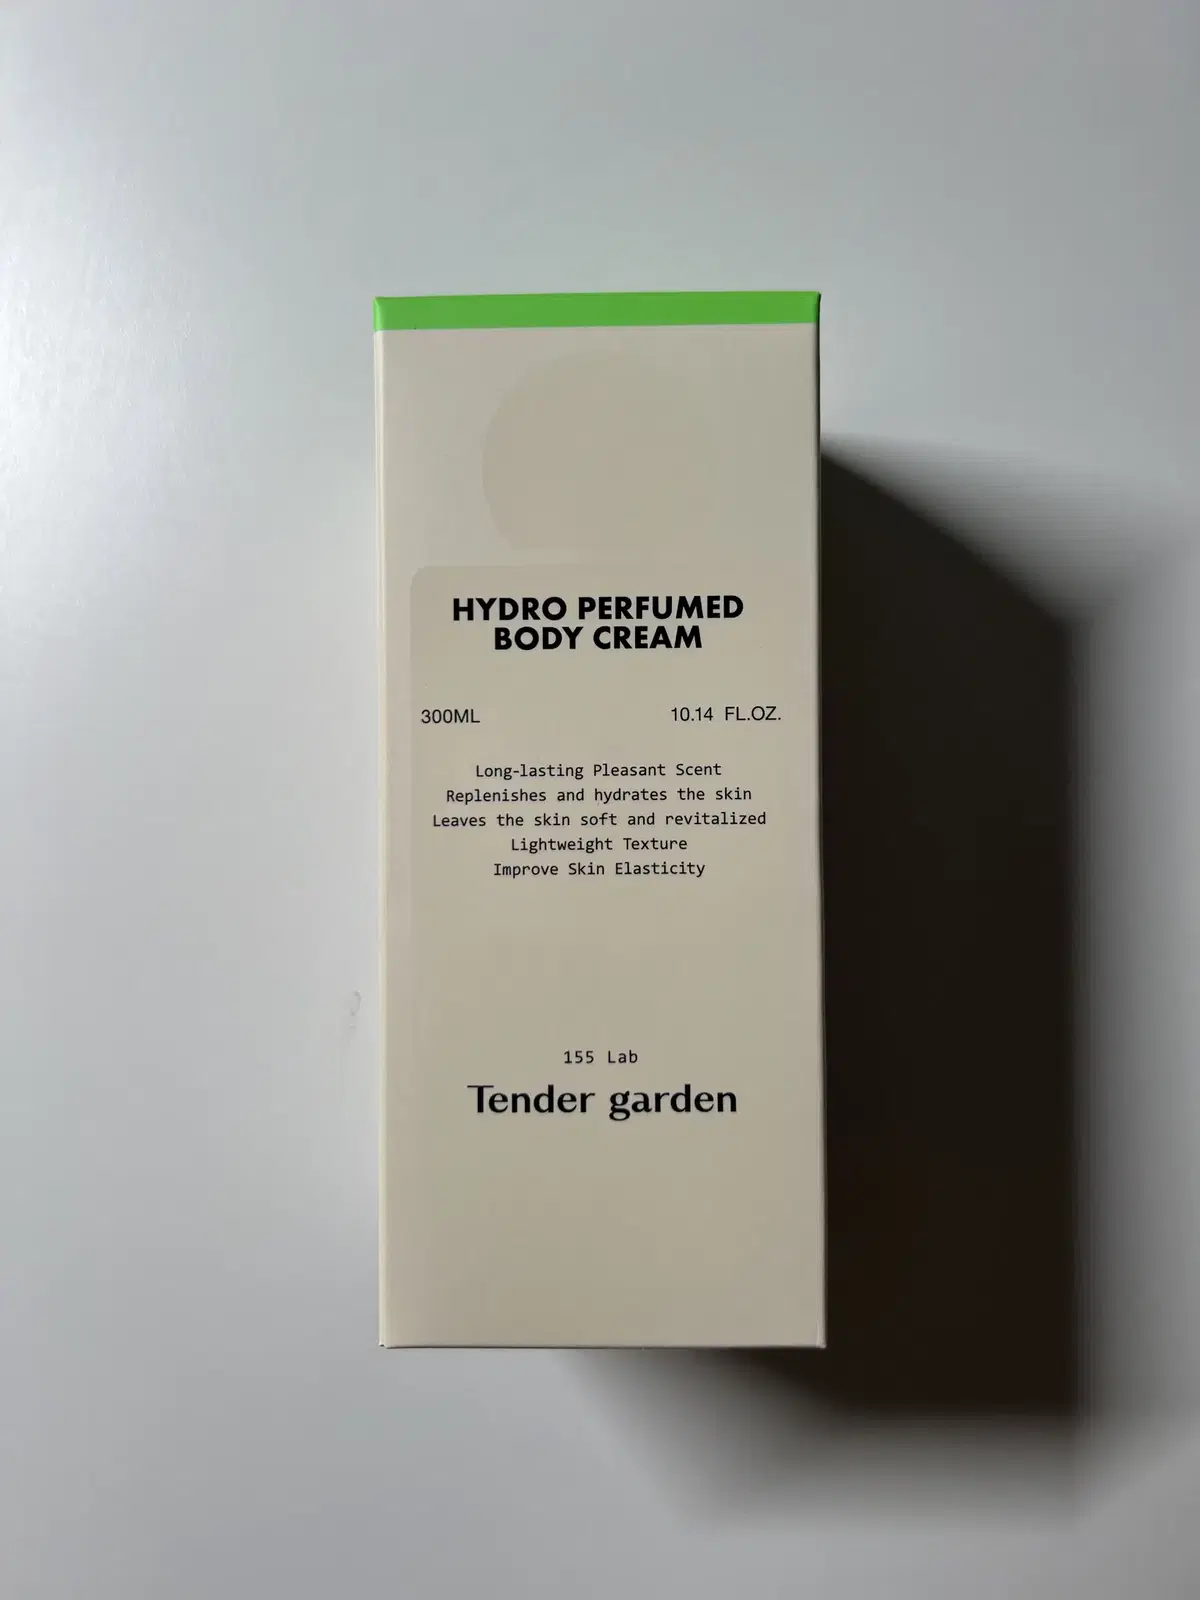 HYDRO PERFUMED
BODY CREAM
300ML 10.14 FL.OZ.
Long-lasting Pleasant Scent
Replenishes and hydrates the skin
Leaves the skin soft and revitalized
Lightweight Texture
Improve Skin Elasticity
155 Lab
Tender garden